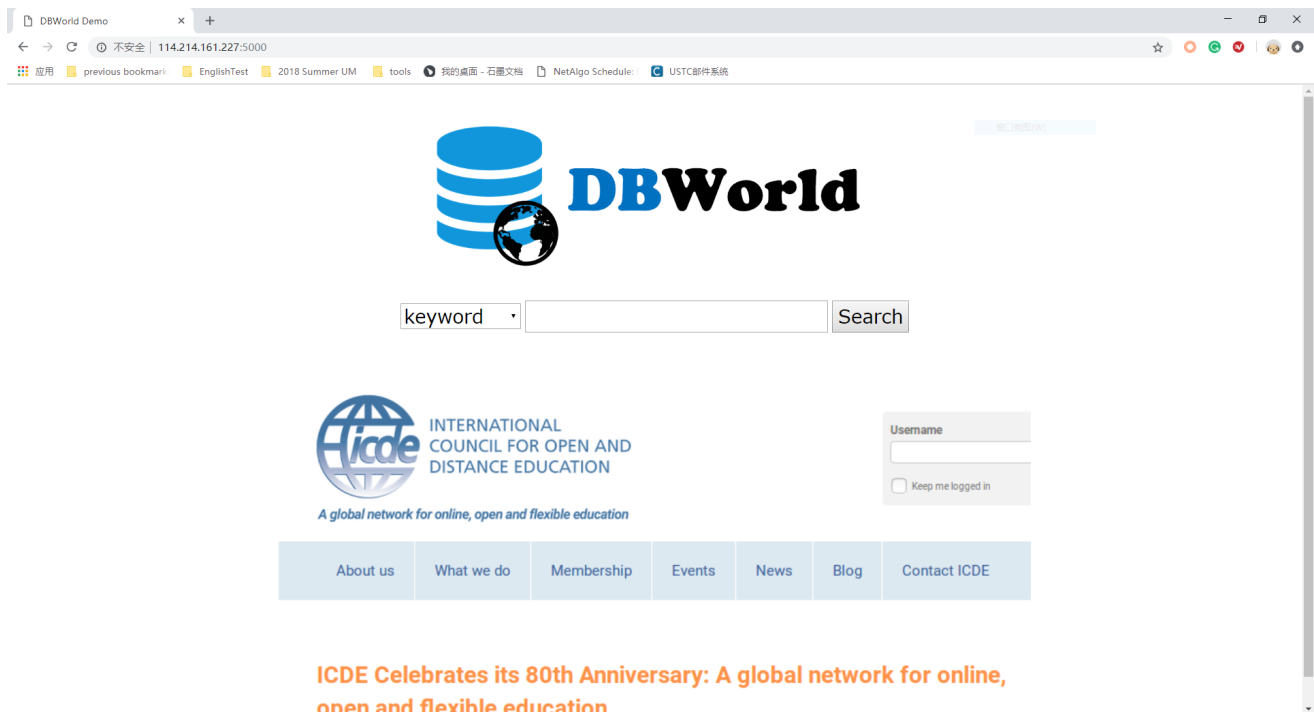 DBWorld Demo
不安全 | 114.214.161.227:5000
应用 previous bookmark EnglishTest 2018 Summer UM tools 我的桌面 - 石墨文档 NetAlgo Schedule: USTC邮件系统
DBWorld
keyword Search
icde
INTERNATIONAL
COUNCIL FOR OPEN AND
DISTANCE EDUCATION
Username
Keep me logged in
A global network for online, open and flexible education
About us What we do Membership Events News Blog Contact ICDE
ICDE Celebrates its 80th Anniversary: A global network for online,
open and flexible education